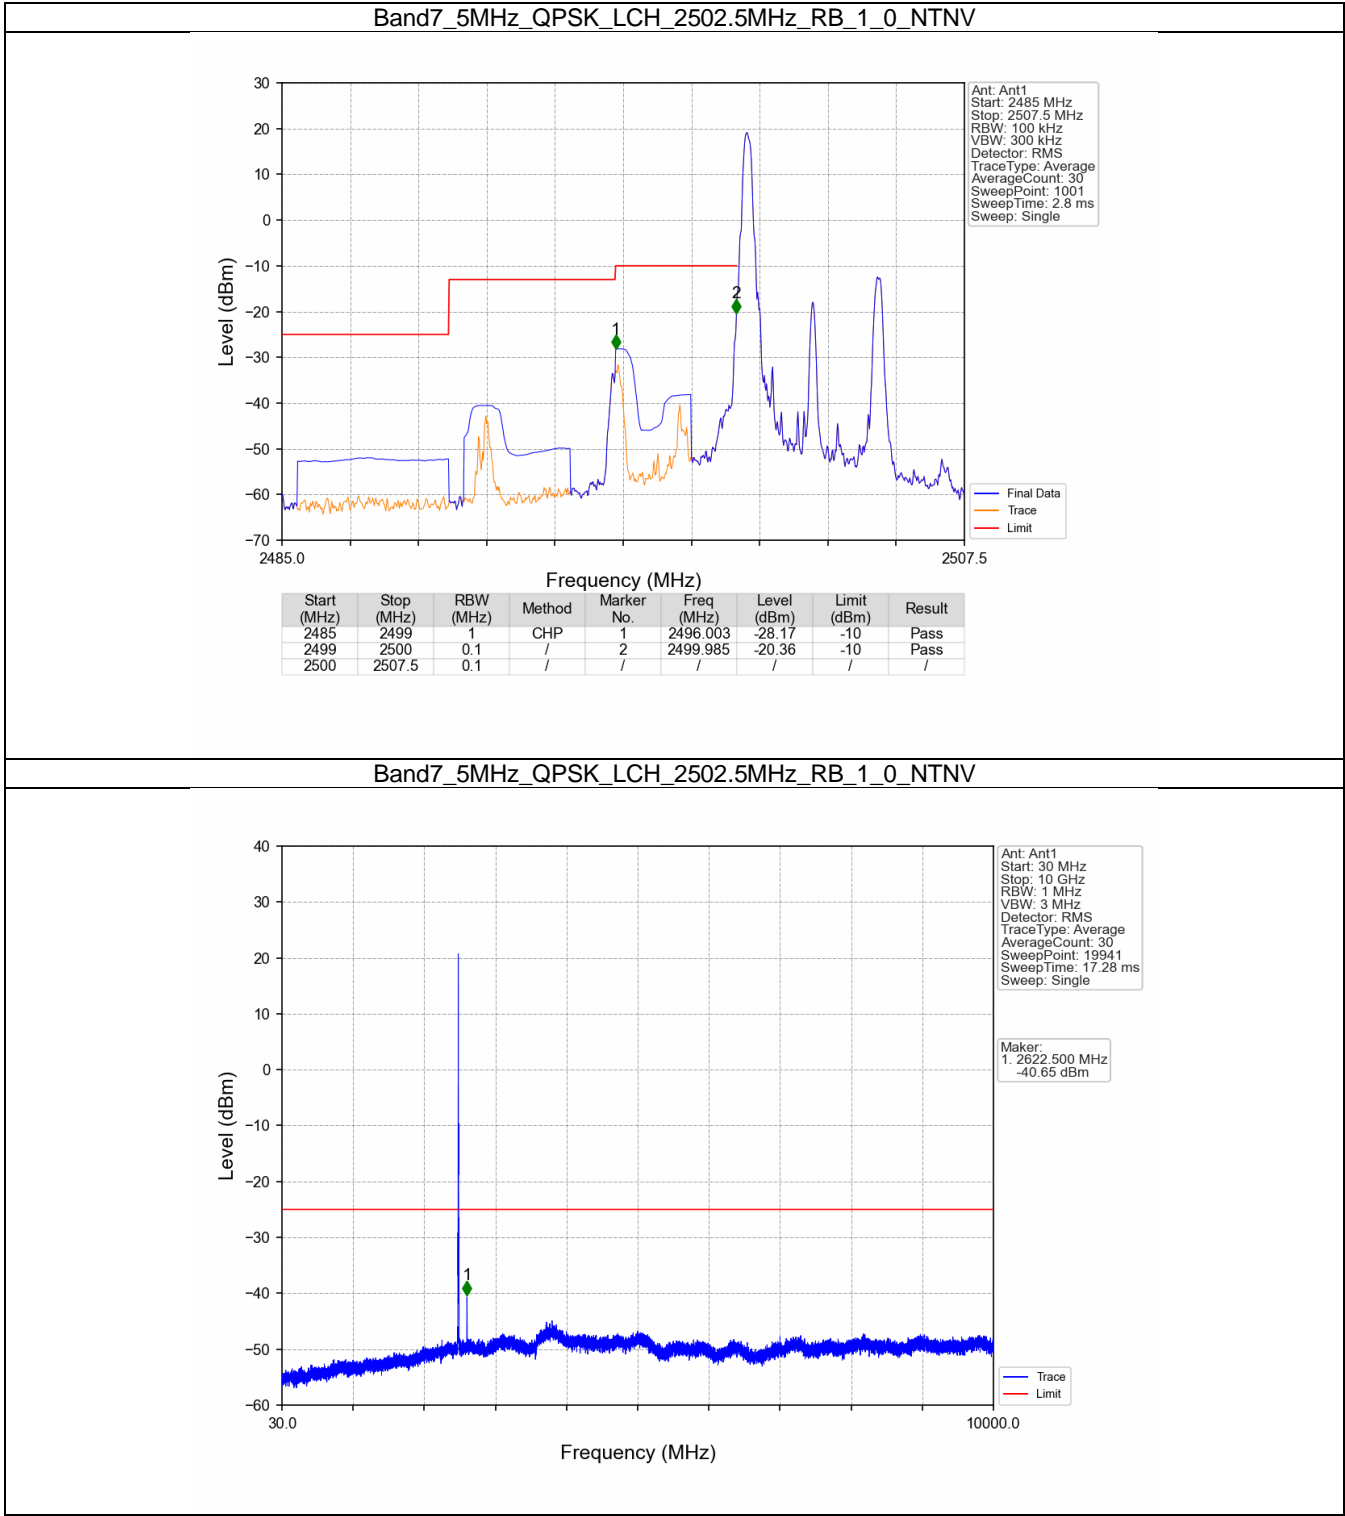 Band7_5MHz_QPSK_LCH_2502.5MHz_RB_1_0_NTNV
30
20
10
0
−10
−20
−30
−40
−50
−60
−70
Level (dBm)
1
2
2485.0
2507.5
Frequency (MHz)
Ant: Ant1
Start: 2485 MHz
Stop: 2507.5 MHz
RBW: 100 kHz
VBW: 300 kHz
Detector: RMS
TraceType: Average
AverageCount: 30
SweepPoint: 1001
SweepTime: 2.8 ms
Sweep: Single
Final Data
Trace
Limit
Start (MHz) Stop (MHz) RBW (MHz) Method Marker No. Freq (MHz) Level (dBm) Limit (dBm) Result
2485 2499 1 CHP 1 2496.003 -28.17 -10 Pass
2499 2500 0.1 / 2 2499.985 -20.36 -10 Pass
2500 2507.5 0.1 / / / / / /
Band7_5MHz_QPSK_LCH_2502.5MHz_RB_1_0_NTNV
40
30
20
10
0
−10
−20
−30
−40
−50
−60
Level (dBm)
1
30.0
10000.0
Frequency (MHz)
Ant: Ant1
Start: 30 MHz
Stop: 10 GHz
RBW: 1 MHz
VBW: 3 MHz
Detector: RMS
TraceType: Average
AverageCount: 30
SweepPoint: 19941
SweepTime: 17.28 ms
Sweep: Single
Maker:
1. 2622.500 MHz
-40.65 dBm
Trace
Limit